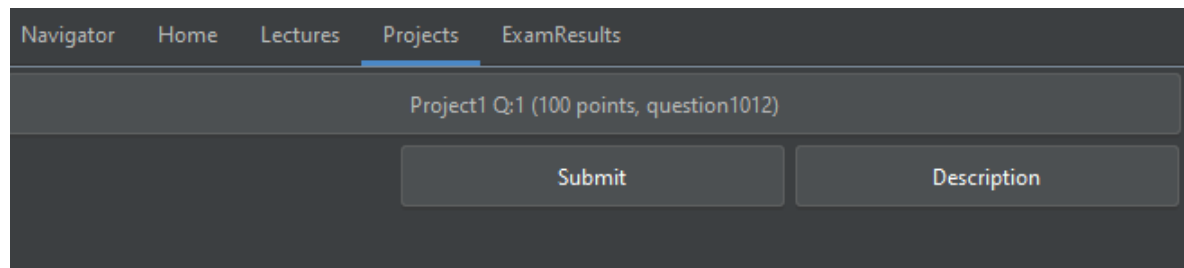 Navigator Home Lectures Projects ExamResults
Project1 Q:1 (100 points, question1012)
Submit Description